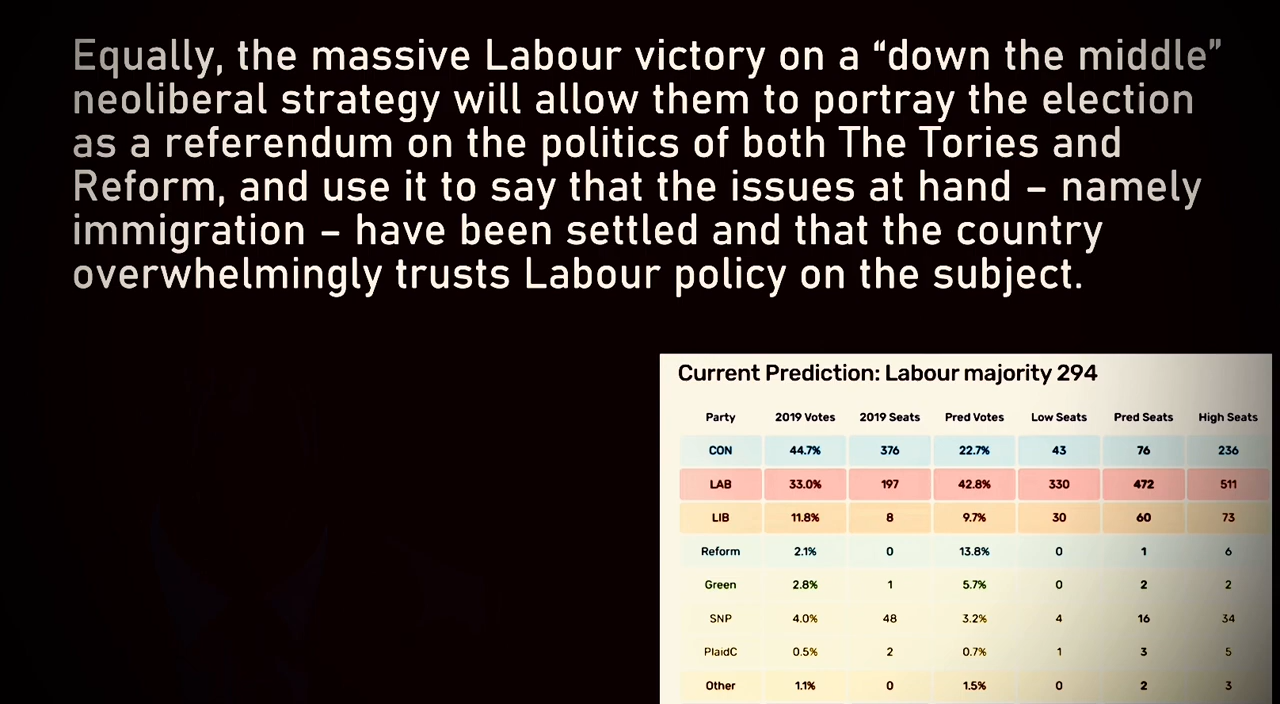 Equally, the massive Labour victory on a “down the middle”
neoliberal strategy will allow them to portray the election
as a referendum on the politics of both The Tories and
Reform, and use it to say that the issues at hand – namely
immigration – have been settled and that the country
overwhelmingly trusts Labour policy on the subject.
Current Prediction: Labour majority 294
Party 2019 Votes 2019 Seats Pred Votes Low Seats Pred Seats High Seats
CON 44.7% 376 22.7% 43 76 236
LAB 33.0% 197 42.8% 330 472 511
LIB 11.8% 8 9.7% 30 60 73
Reform 2.1% 0 13.8% 0 1 6
Green 2.8% 1 5.7% 0 2 2
SNP 4.0% 48 3.2% 4 16 34
PlaidC 0.5% 2 0.7% 1 3 5
Other 1.1% 0 1.5% 0 2 3